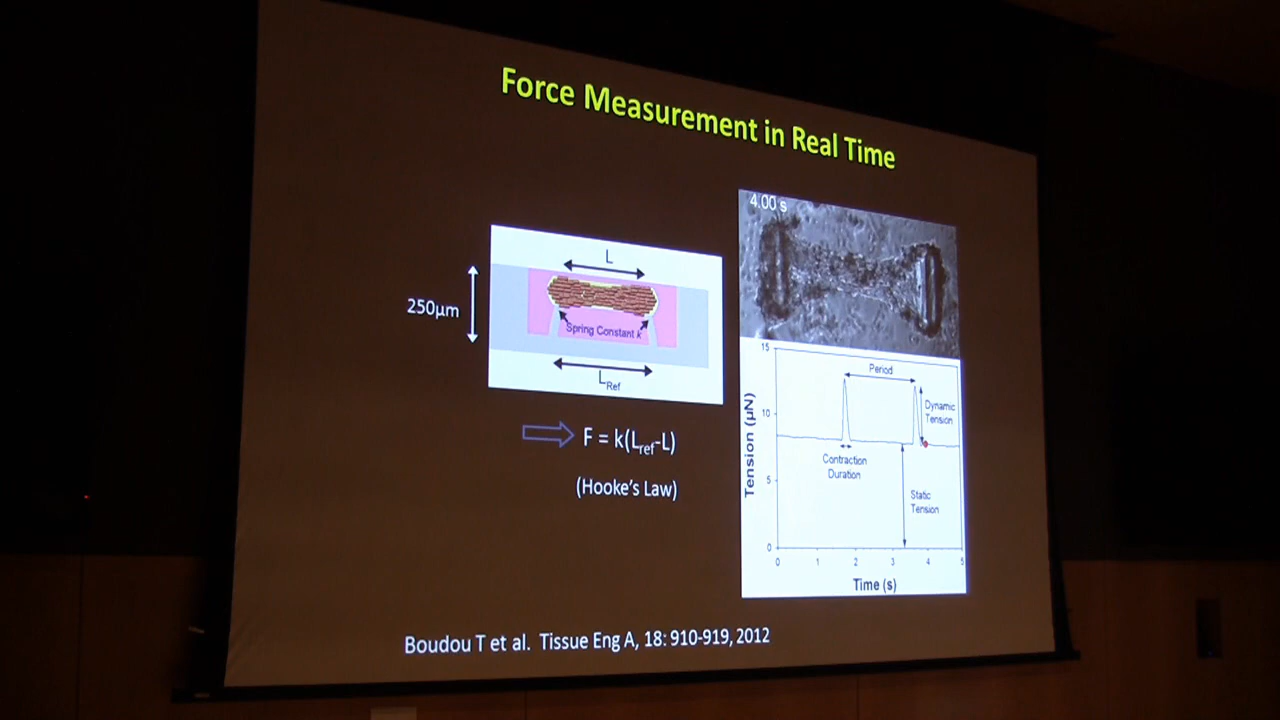 Force Measurement in Real Time
L
250µm
Spring Constant k
LRef
F = k(Lref-L)
(Hooke's Law)
4.00 s
15
Period
Dynamic
Tension
10
Tension (µN)
Contraction
Duration
5
Static
Tension
0
0 1 2 3 4 5
Time (s)
Boudou T et al. Tissue Eng A, 18: 910-919, 2012